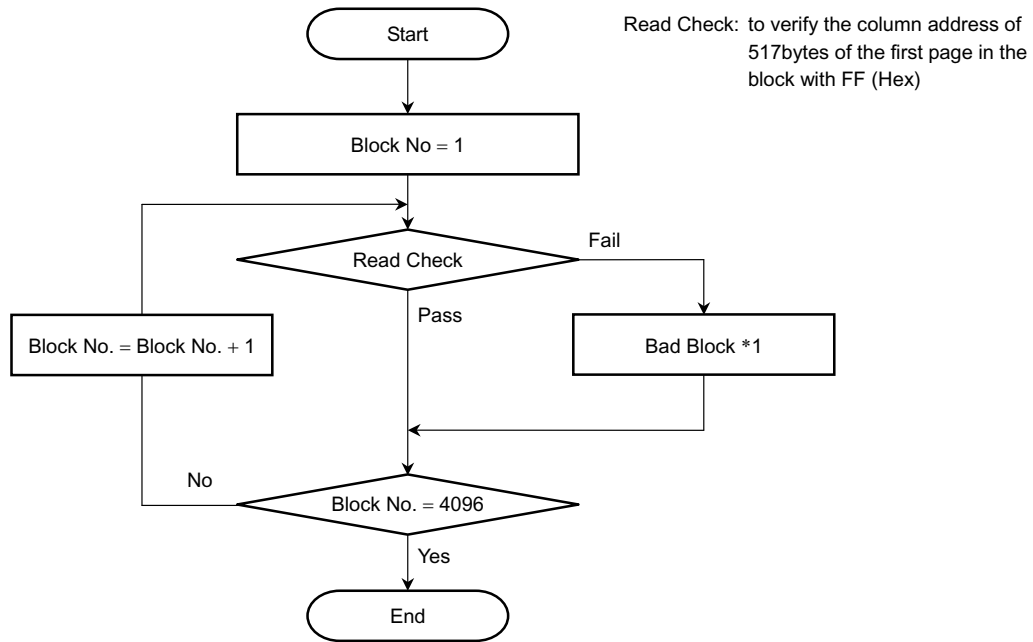 Start
Read Check: to verify the column address of
517bytes of the first page in the
block with FF (Hex)
Block No = 1
Fail
Read Check
Pass
Block No. = Block No. + 1
Bad Block *1
No
Block No. = 4096
Yes
End